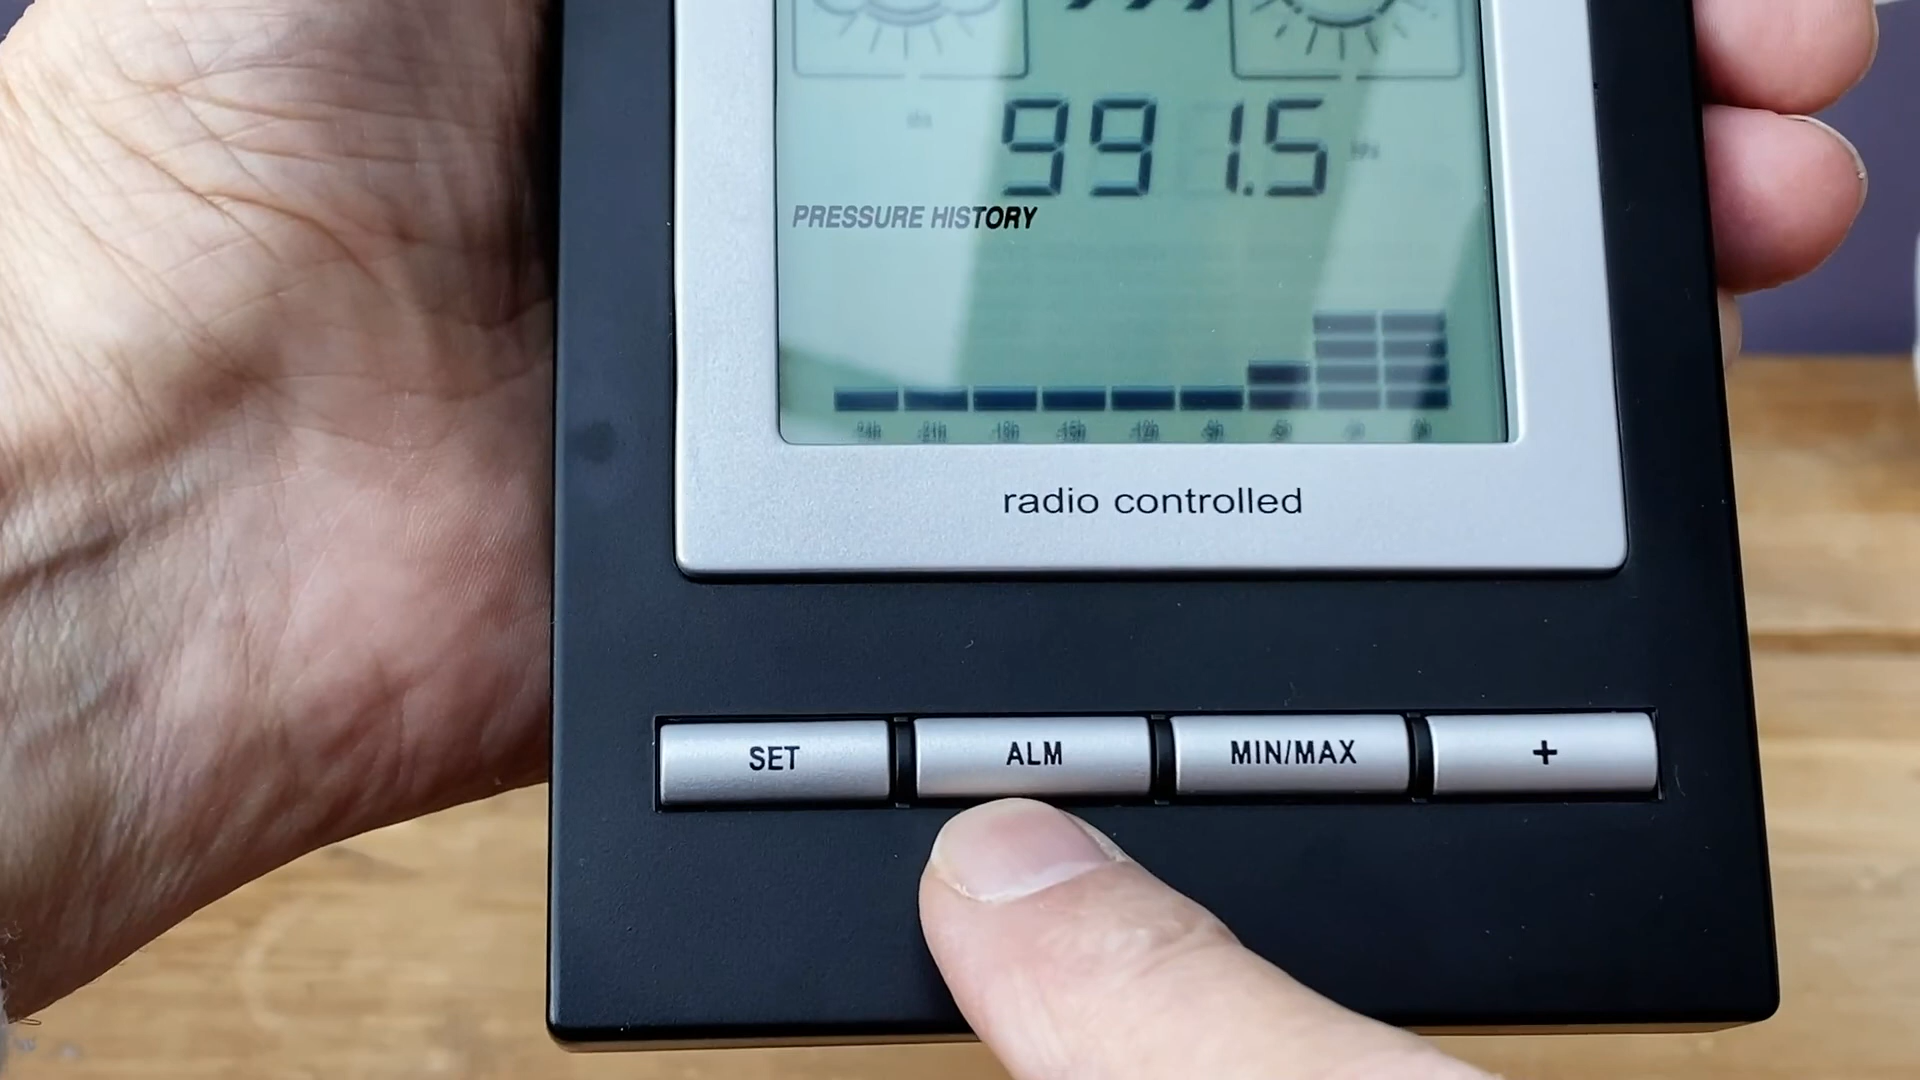 991.5
PRESSURE HISTORY
radio controlled
SET ALM MIN/MAX +